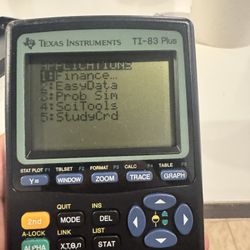 TEXAS INSTRUMENTS TI-83 Plus
APPLICATIONS
1:Finance…
2:EasyData
3:Prob Sim
4:SciTools
5:StudyCrd
STAT PLOT F1 TBLSET F2 FORMAT F3 CALC F4 TABLE F5
Y= WINDOW ZOOM TRACE GRAPH
QUIT INS
2nd MODE DEL
A-LOCK LINK LIST
ALPHA X,T,θ,n STAT